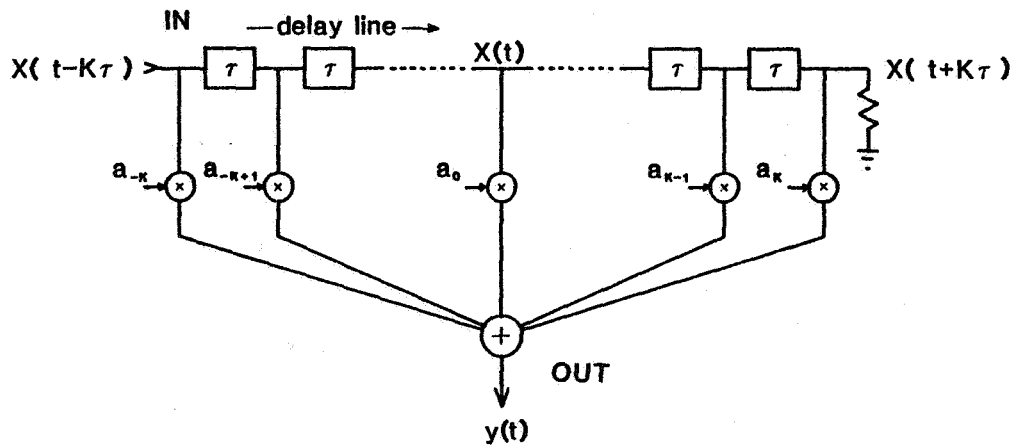 IN —delay line→
X( t-Kτ ) τ τ X(t) τ τ X( t+Kτ )
a₋ₖ a₋ₖ₊₁ a₀ aₖ₋₁ aₖ
× × × × ×
+
OUT
y(t)